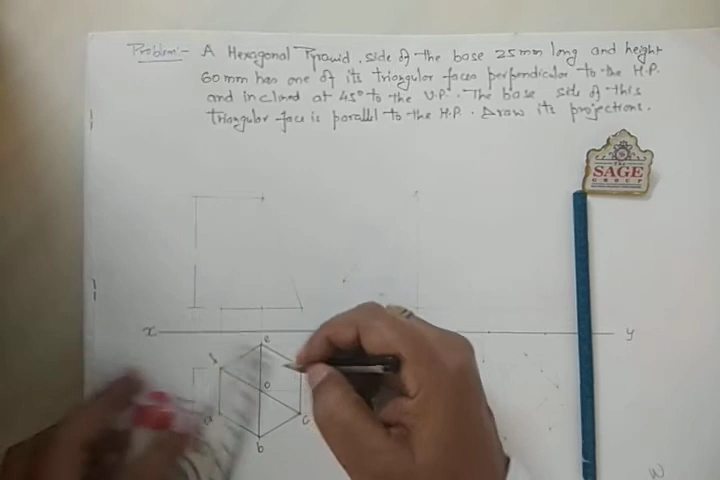 Problem:- A Hexagonal Pyramid, side of the base 25mm long and height
60mm has one of its triangular faces perpendicular to the H.P.
and inclined at 45° to the V.P. The base side of this
triangular face is parallel to the H.P. Draw its projections.
The
SAGE
GROUP
x y
e
o
a c
b